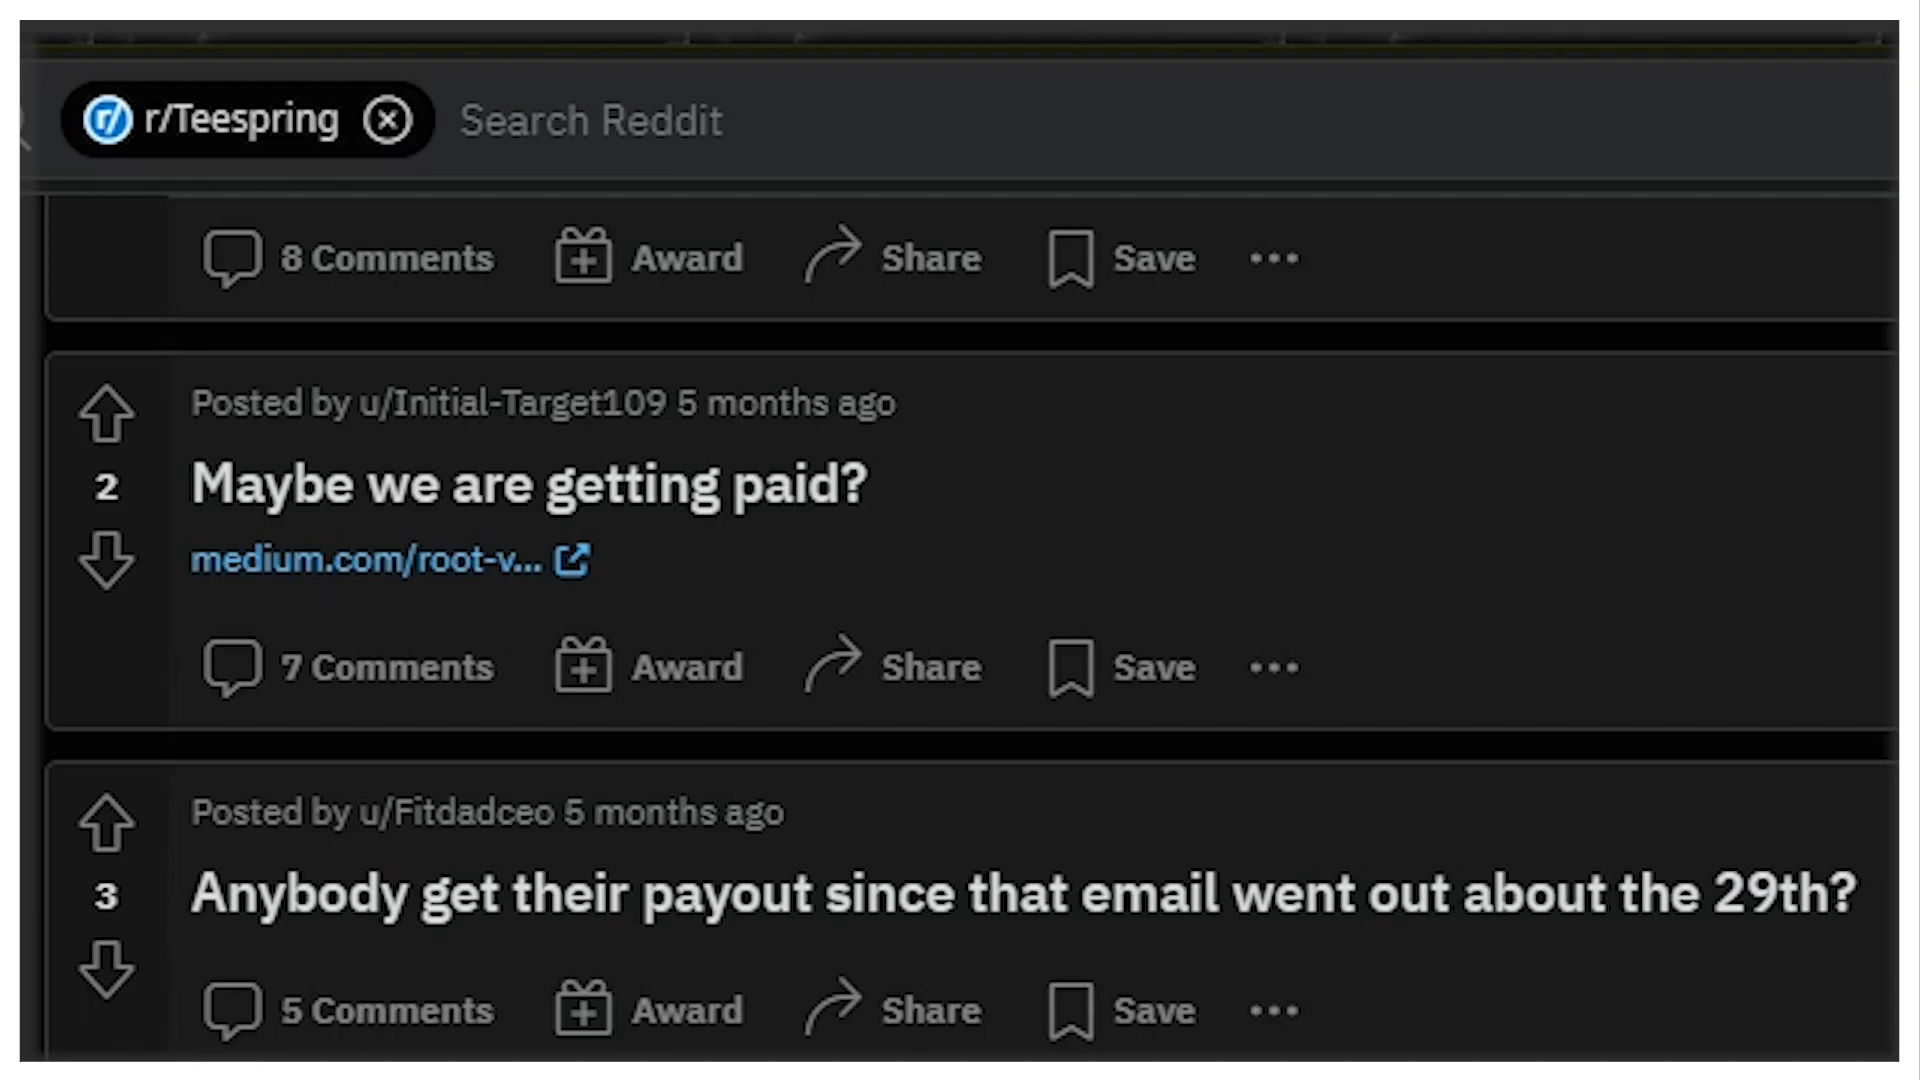 r/Teespring Search Reddit
8 Comments Award Share Save
Posted by u/Initial-Target109 5 months ago
2 Maybe we are getting paid?
medium.com/root-v...
7 Comments Award Share Save
Posted by u/Fitdadceo 5 months ago
3 Anybody get their payout since that email went out about the 29th?
5 Comments Award Share Save